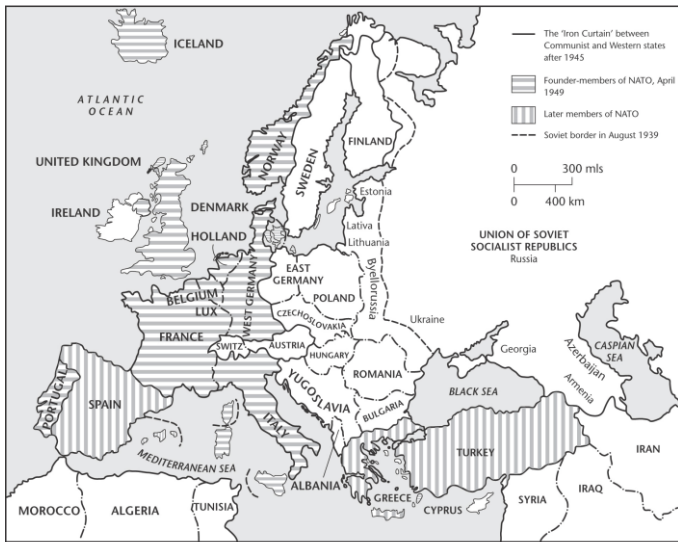 ICELAND
ATLANTIC
OCEAN
The 'Iron Curtain' between
Communist and Western states
after 1945
Founder-members of NATO, April
1949
Later members of NATO
Soviet border in August 1939
0 300 mls
0 400 km
NORWAY
SWEDEN
FINLAND
UNITED KINGDOM
IRELAND
DENMARK
HOLLAND
Estonia
Lativa
Lithuania
Byellorussia
UNION OF SOVIET
SOCIALIST REPUBLICS
Russia
EAST
GERMANY
WEST GERMANY
POLAND
BELGIUM
LUX
CZECHOSLOVAKIA
Ukraine
FRANCE
SWITZ
AUSTRIA
HUNGARY
ROMANIA
Georgia
Azerbaijan
CASPIAN
SEA
Armenia
PORTUGAL
SPAIN
ITALY
YUGOSLAVIA
BULGARIA
BLACK SEA
MEDITERRANEAN SEA
ALBANIA
GREECE
TURKEY
CYPRUS
SYRIA
IRAQ
IRAN
MOROCCO
ALGERIA
TUNISIA